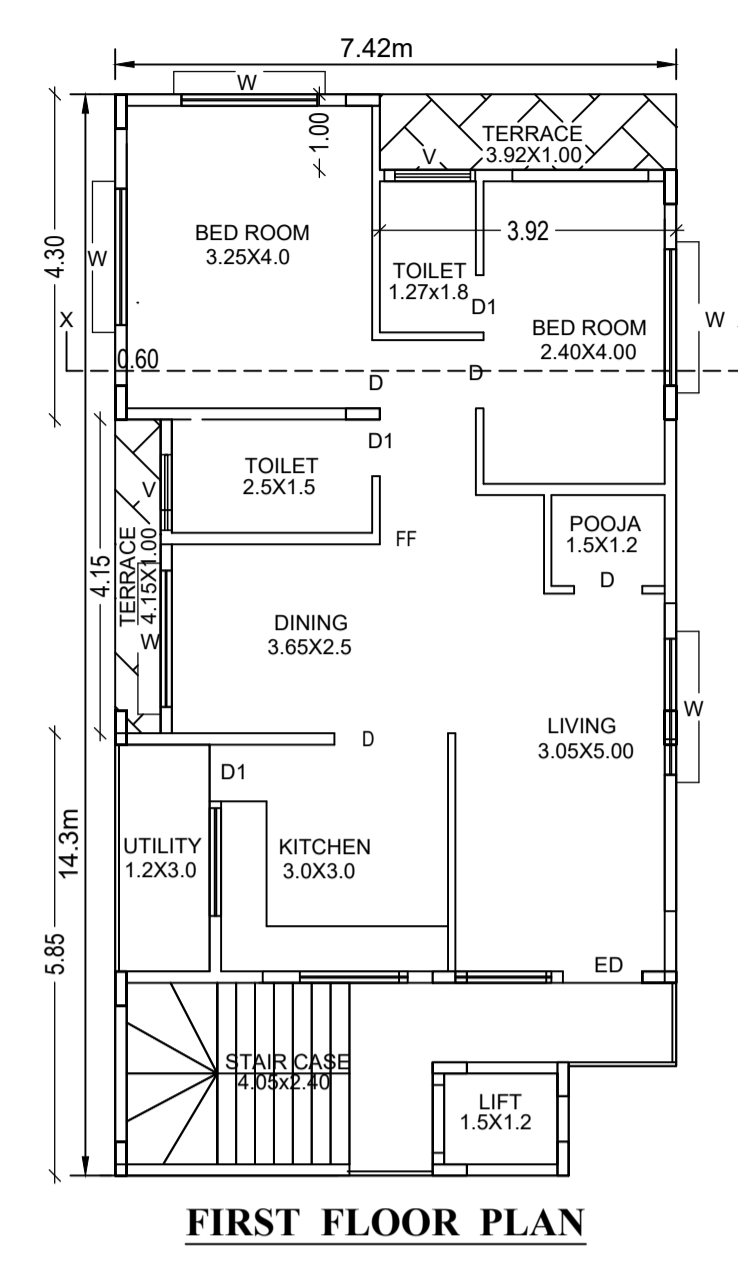 7.42m
W
1.00
TERRACE
3.92X1.00
V
BED ROOM
3.25X4.0
3.92
4.30
W
TOILET
1.27x1.8
D1
W
X
BED ROOM
2.40X4.00
0.60
D
D
D1
TOILET
2.5X1.5
V
FF
POOJA
1.5X1.2
D
4.15
TERRACE
4.15X1.00
W
DINING
3.65X2.5
W
LIVING
3.05X5.00
D
D1
14.3m
UTILITY
1.2X3.0
KITCHEN
3.0X3.0
5.85
ED
STAIR CASE
4.05x2.40
LIFT
1.5X1.2
FIRST FLOOR PLAN